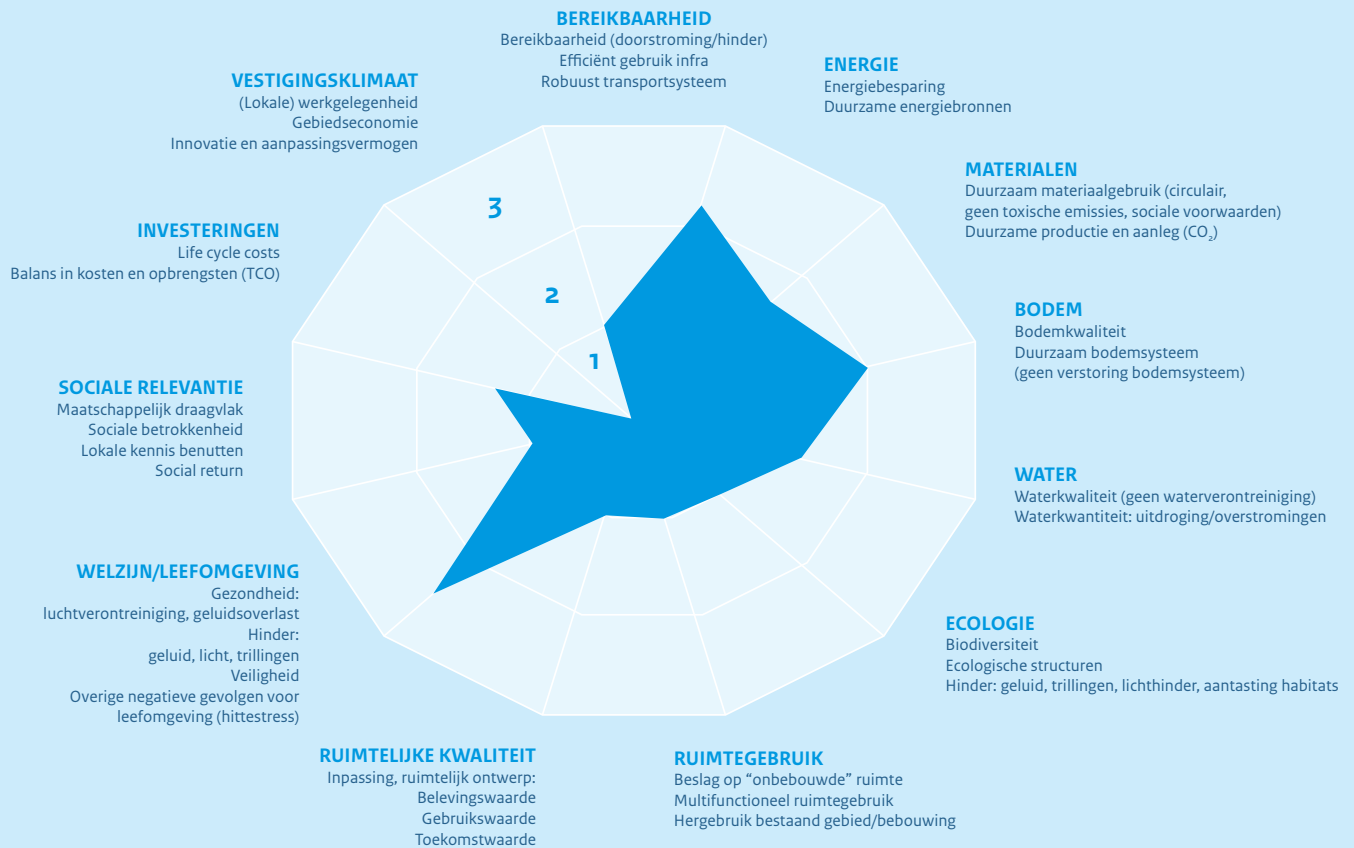 BEREIKBAARHEID
Bereikbaarheid (doorstroming/hinder)
Efficiënt gebruik infra
Robuust transportsysteem
ENERGIE
Energiebesparing
Duurzame energiebronnen
MATERIALEN
Duurzaam materiaalgebruik (circulair,
geen toxische emissies, sociale voorwaarden)
Duurzame productie en aanleg (CO₂)
BODEM
Bodemkwaliteit
Duurzaam bodemsysteem
(geen verstoring bodemsysteem)
WATER
Waterkwaliteit (geen waterverontreiniging)
Waterkwantiteit: uitdroging/overstromingen
ECOLOGIE
Biodiversiteit
Ecologische structuren
Hinder: geluid, trillingen, lichthinder, aantasting habitats
RUIMTEGEBRUIK
Beslag op “onbebouwde” ruimte
Multifunctioneel ruimtegebruik
Hergebruik bestaand gebied/bebouwing
RUIMTELIJKE KWALITEIT
Inpassing, ruimtelijk ontwerp:
Belevingswaarde
Gebruikswaarde
Toekomstwaarde
WELZIJN/LEEFOMGEVING
Gezondheid:
luchtverontreiniging, geluidsoverlast
Hinder:
geluid, licht, trillingen
Veiligheid
Overige negatieve gevolgen voor
leefomgeving (hittestress)
SOCIALE RELEVANTIE
Maatschappelijk draagvlak
Sociale betrokkenheid
Lokale kennis benutten
Social return
INVESTERINGEN
Life cycle costs
Balans in kosten en opbrengsten (TCO)
VESTIGINGSKLIMAAT
(Lokale) werkgelegenheid
Gebiedseconomie
Innovatie en aanpassingsvermogen
3
2
1